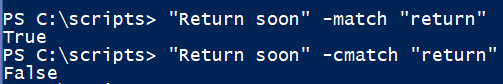 PS C:\scripts> "Return soon" -match "return"
True
PS C:\scripts> "Return soon" -cmatch "return"
False